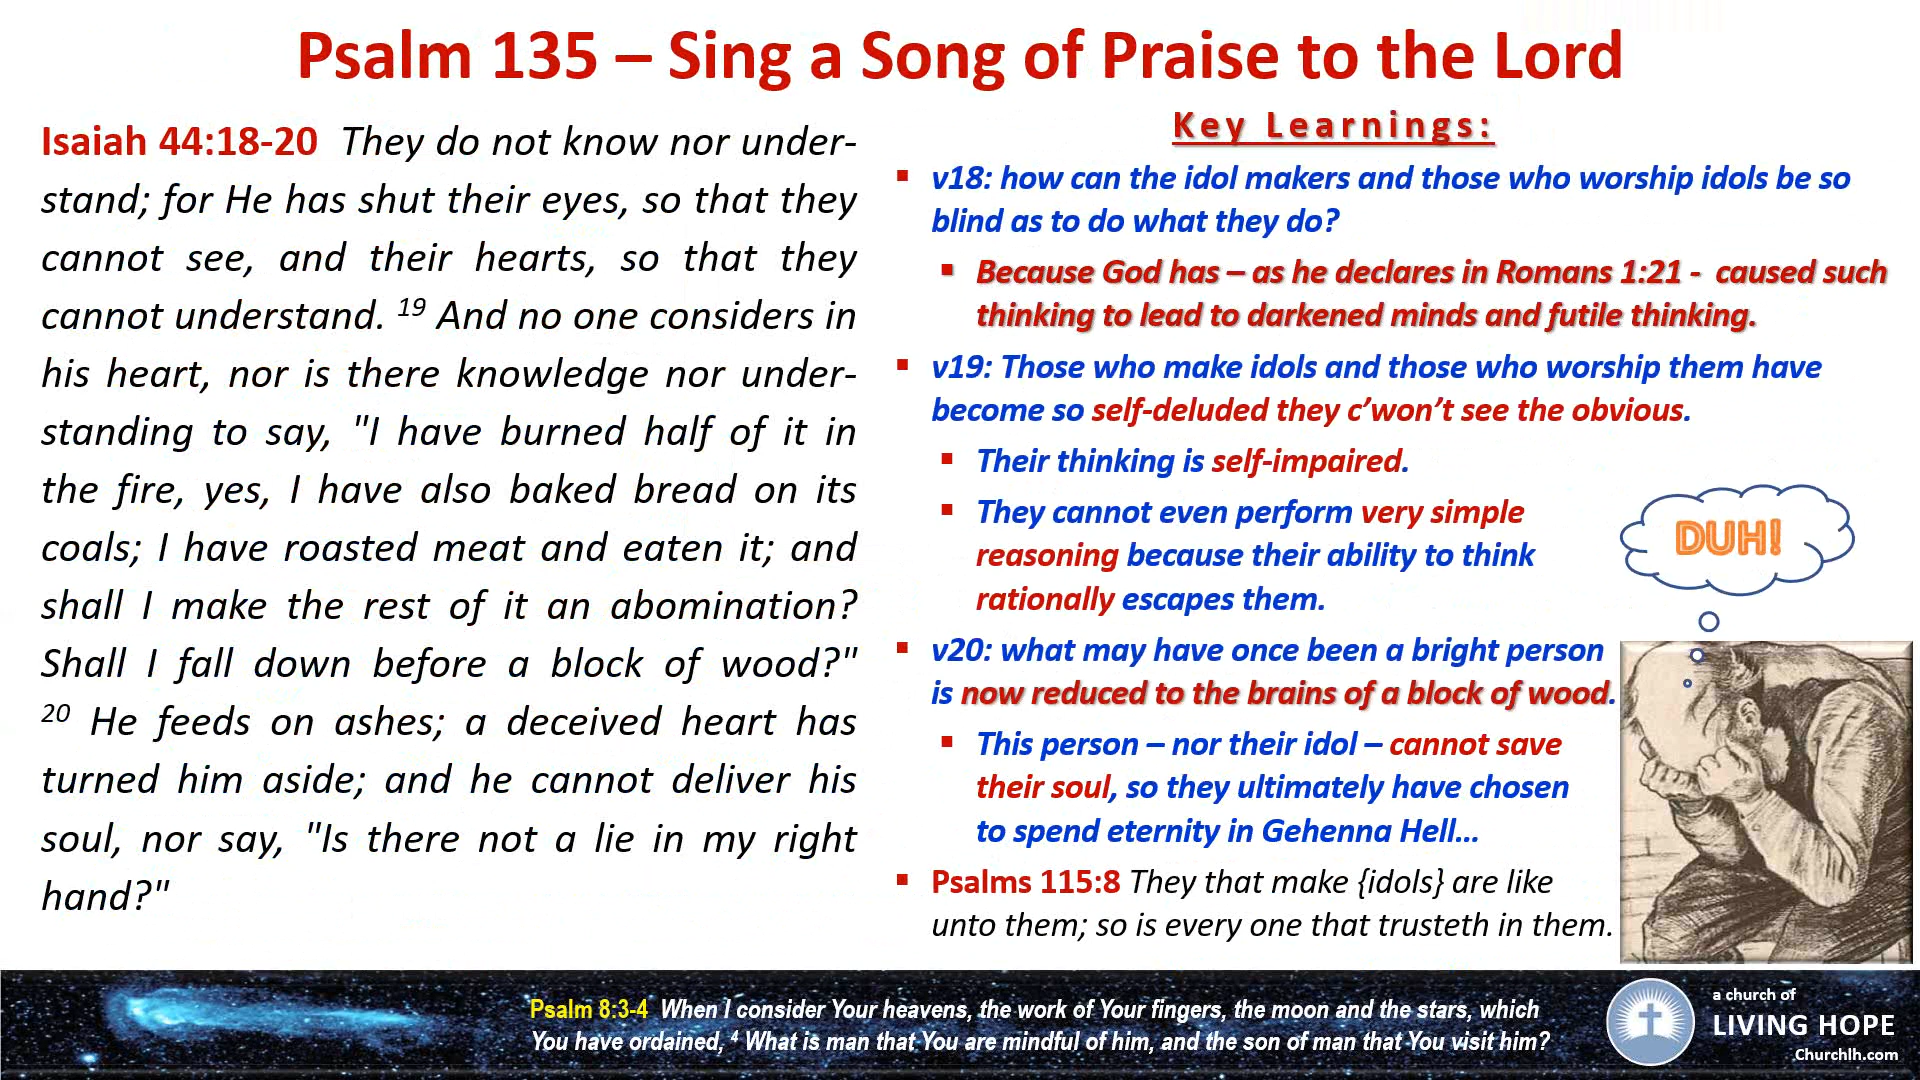 Psalm 135 – Sing a Song of Praise to the Lord
Isaiah 44:18-20 They do not know nor under-
stand; for He has shut their eyes, so that they
cannot see, and their hearts, so that they
cannot understand. 19 And no one considers in
his heart, nor is there knowledge nor under-
standing to say, "I have burned half of it in
the fire, yes, I have also baked bread on its
coals; I have roasted meat and eaten it; and
shall I make the rest of it an abomination?
Shall I fall down before a block of wood?"
20 He feeds on ashes; a deceived heart has
turned him aside; and he cannot deliver his
soul, nor say, "Is there not a lie in my right
hand?"
Key Learnings:
▪ v18: how can the idol makers and those who worship idols be so
blind as to do what they do?
▪ Because God has – as he declares in Romans 1:21 - caused such
thinking to lead to darkened minds and futile thinking.
▪ v19: Those who make idols and those who worship them have
become so self-deluded they c’won’t see the obvious.
▪ Their thinking is self-impaired.
▪ They cannot even perform very simple
reasoning because their ability to think
rationally escapes them.
▪ v20: what may have once been a bright person
is now reduced to the brains of a block of wood.
▪ This person – nor their idol – cannot save
their soul, so they ultimately have chosen
to spend eternity in Gehenna Hell…
▪ Psalms 115:8 They that make {idols} are like
unto them; so is every one that trusteth in them.
DUH!
Psalm 8:3-4 When I consider Your heavens, the work of Your fingers, the moon and the stars, which
You have ordained, 4 What is man that You are mindful of him, and the son of man that You visit him?
a church of
LIVING HOPE
Churchlh.com